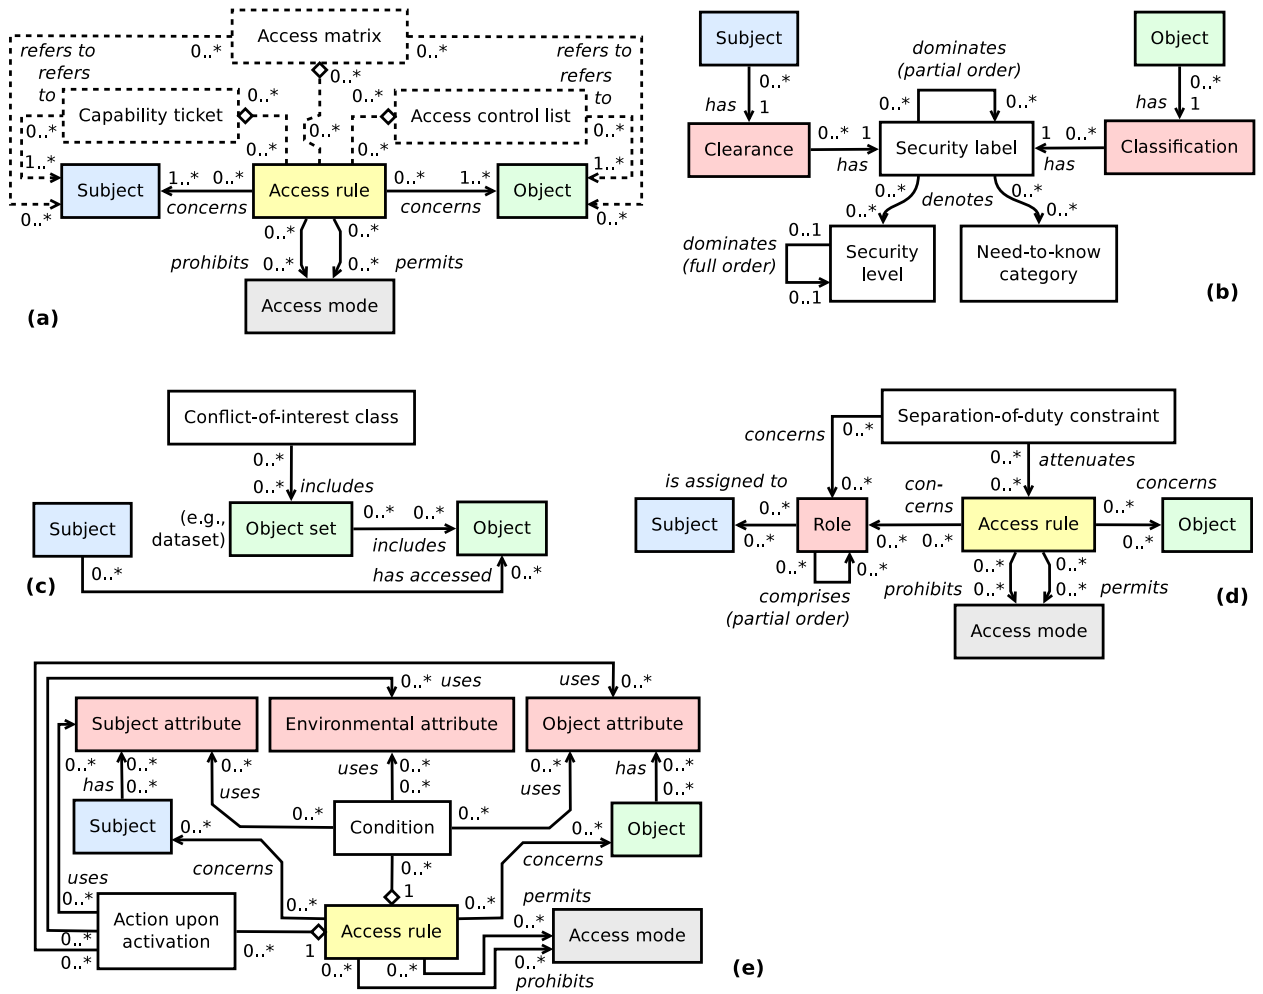 Access matrix
0..*
0..*
refers to
refers to
refers
to
refers
to
0..*
0..*
0..*
Capability ticket
Access control list
0..*
0..*
0..*
0..*
0..*
0..*
1..*
1..*
Subject
1..*
0..*
Access rule
0..*
1..*
Object
concerns
concerns
0..*
0..*
0..*
0..*
prohibits
0..*
0..*
permits
Access mode
(a)
Subject
Object
dominates
(partial order)
0..*
0..*
has
1
0..*
0..*
has
1
Clearance
0..*
1
Security label
1
0..*
Classification
has
has
0..*
0..*
denotes
0..*
0..*
dominates
(full order)
0..1
0..1
Security
level
Need-to-know
category
(b)
Conflict-of-interest class
0..*
0..*
includes
Subject
(e.g.,
dataset)
Object set
0..*
0..*
Object
includes
0..*
has accessed
0..*
(c)
Separation-of-duty constraint
concerns
0..*
0..*
attenuates
is assigned to
0..*
con-
cerns
0..*
concerns
Subject
0..*
Role
Access rule
0..*
Object
0..*
0..*
0..*
0..*
0..*
0..*
0..*
0..*
comprises
(partial order)
prohibits
0..*
0..*
permits
Access mode
(d)
0..*
uses
uses
0..*
Subject attribute
Environmental attribute
Object attribute
0..*
0..*
0..*
uses
0..*
0..*
has
0..*
has
0..*
uses
0..*
uses
0..*
Subject
0..*
0..*
Condition
0..*
0..*
Object
concerns
0..*
concerns
uses
1
permits
0..*
0..*
0..*
0..*
Action upon
activation
Access rule
Access mode
0..*
0..*
1
0..*
0..*
0..*
0..*
prohibits
(e)